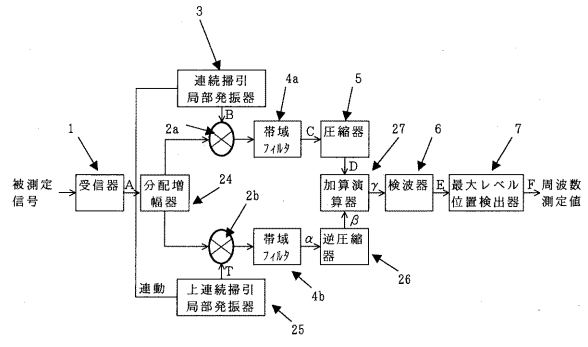 3
連続掃引
局部発振器
4a
5
2a
B
帯域
フィルタ
C
圧縮器
27
6
7
1
D
被測定
信号
受信器
A
分配増
幅器
24
加算演
算器
γ
検波器
E
最大レベル
位置検出器
F
周波数
測定値
2b
β
帯域
フィルタ
α
逆圧縮
器
T
連動
上連続掃引
局部発振器
4b
26
25